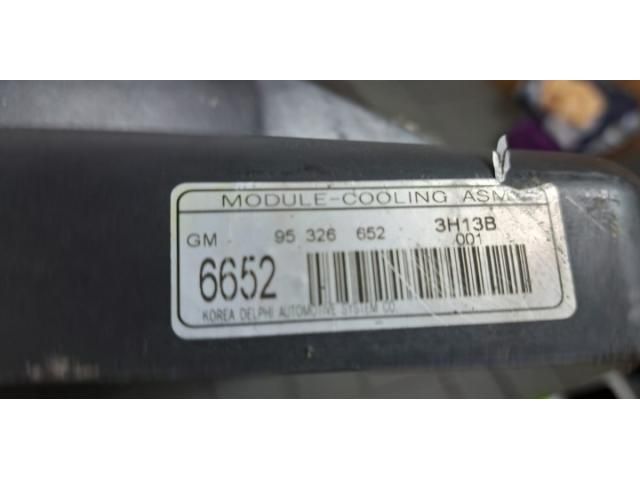 MODULE-COOLING ASM
GM 95 326 652 3H13B
001
6652
KOREA DELPHI AUTOMOTIVE SYSTEM CO.